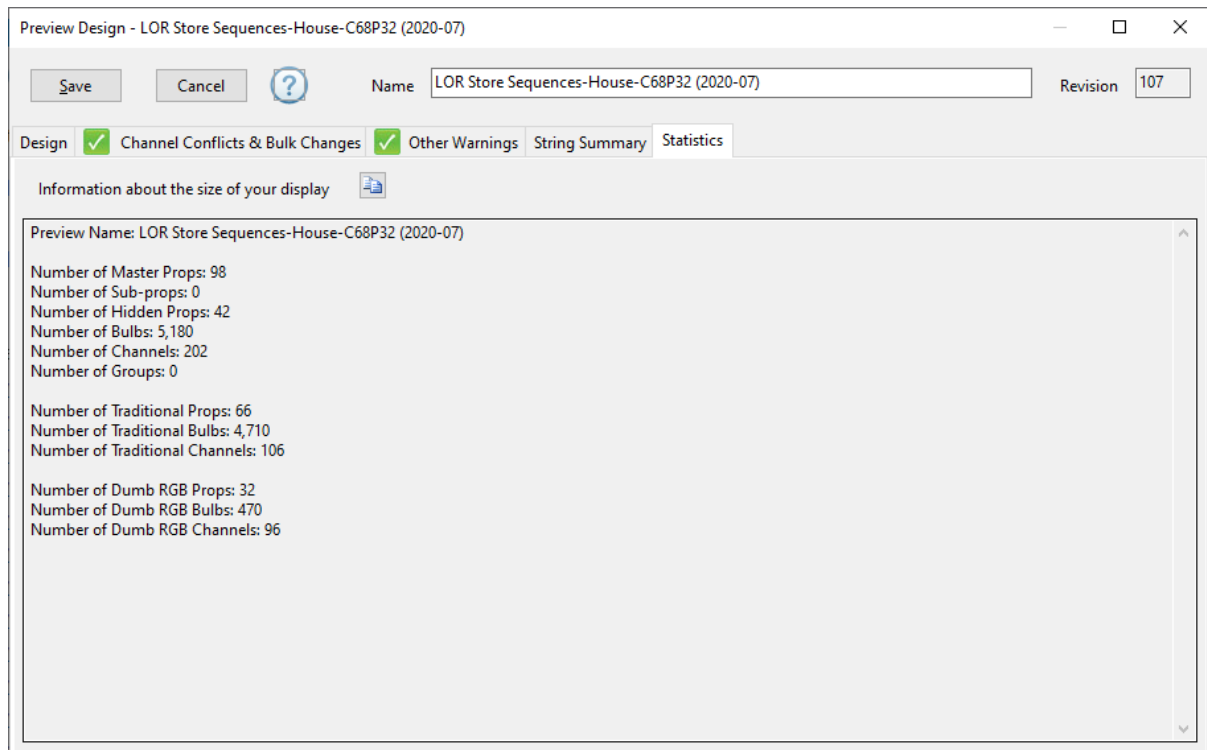 Preview Design - LOR Store Sequences-House-C68P32 (2020-07)
Save Cancel ? Name LOR Store Sequences-House-C68P32 (2020-07) Revision 107
Design Channel Conflicts & Bulk Changes Other Warnings String Summary Statistics
Information about the size of your display
Preview Name: LOR Store Sequences-House-C68P32 (2020-07)
Number of Master Props: 98
Number of Sub-props: 0
Number of Hidden Props: 42
Number of Bulbs: 5,180
Number of Channels: 202
Number of Groups: 0
Number of Traditional Props: 66
Number of Traditional Bulbs: 4,710
Number of Traditional Channels: 106
Number of Dumb RGB Props: 32
Number of Dumb RGB Bulbs: 470
Number of Dumb RGB Channels: 96